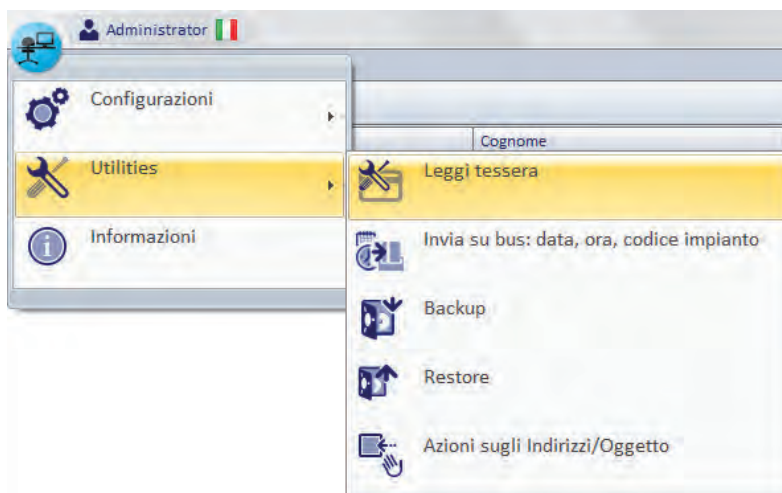 Administrator
Configurazioni
Cognome
Utilities
Leggi tessera
Informazioni
Invia su bus: data, ora, codice impianto
Backup
Restore
Azioni sugli Indirizzi/Oggetto